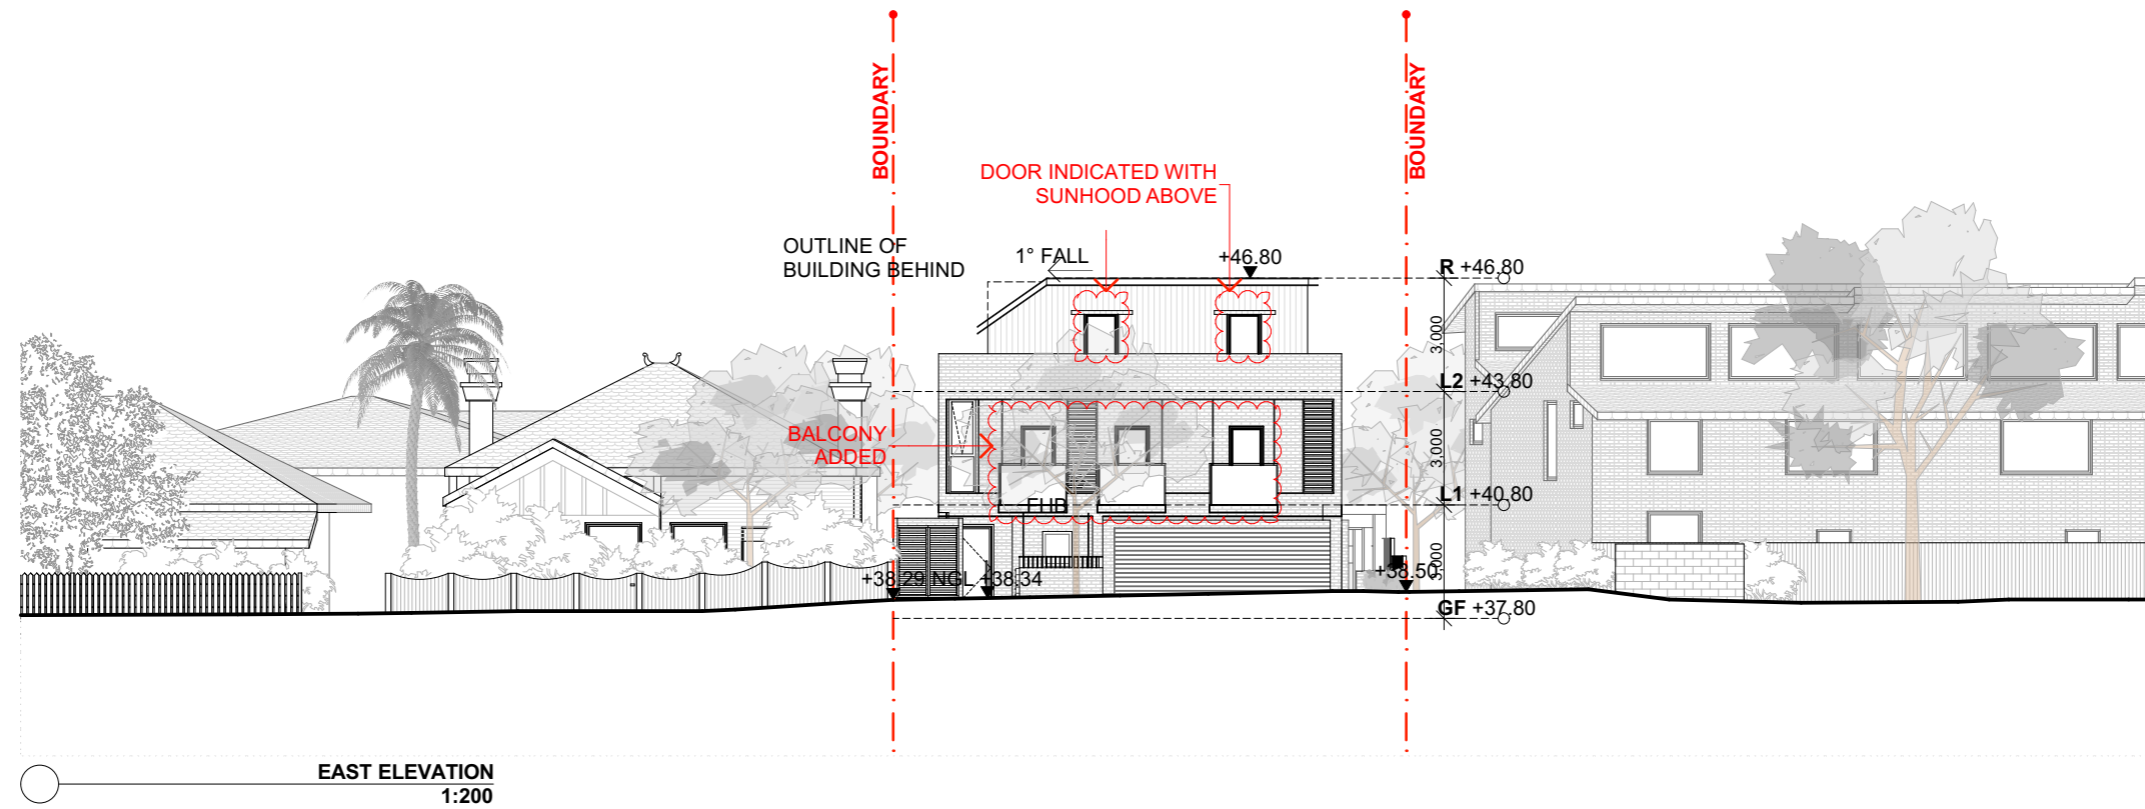 BOUNDARY
BOUNDARY
DOOR INDICATED WITH
SUNHOOD ABOVE
OUTLINE OF
BUILDING BEHIND
1° FALL
+46.80
R +46.80
3.000
L2 +43.80
BALCONY
ADDED
3.000
L1 +40.80
FHB
3.000
+38.29 NGL +38.34
+38.50
GF +37.80
EAST ELEVATION
1:200